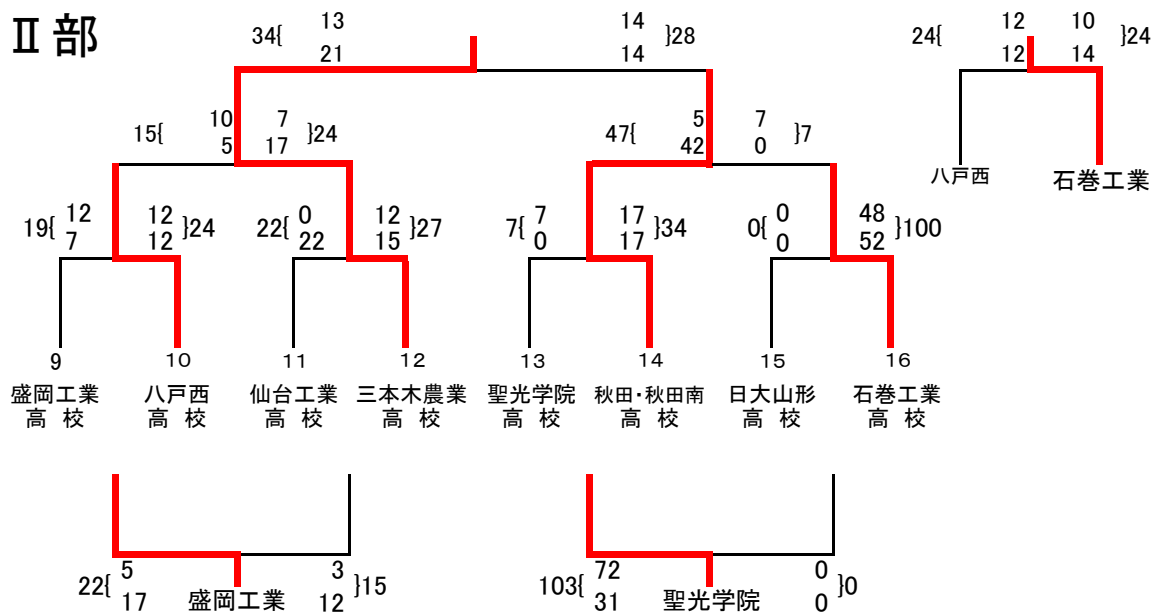 Ⅱ部
34{ 13 14 }28
21 14
24{ 12 10 }24
12 14
八戸西 石巻工業
15{ 10 7 }24
5 17
47{ 5 7 }7
42 0
19{ 12 12 }24
7 12
22{ 0 12 }27
22 15
7{ 7 17 }34
0 17
0{ 0 48 }100
0 52
9 10 11 12 13 14 15 16
盛岡工業 八戸西 仙台工業 三本木農業 聖光学院 秋田・秋田南 日大山形 石巻工業
高校 高校 高校 高校 高校 高校 高校 高校
22{ 5 3 }15
17 盛岡工業 12
103{ 72 0 }0
31 聖光学院 0